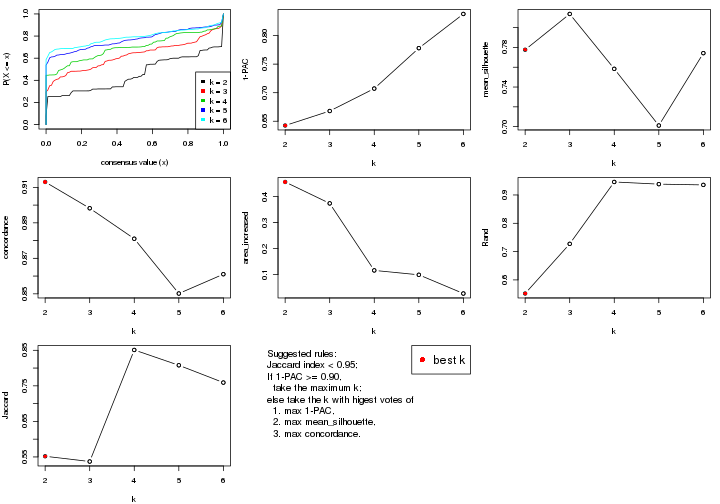 P(X <= x)
0.0 0.2 0.4 0.6 0.8 1.0
k = 2
k = 3
k = 4
k = 5
k = 6
0.0 0.2 0.4 0.6 0.8 1.0
consensus value (x)
1-PAC
0.65 0.70 0.75 0.80
2 3 4 5 6
k
mean_silhouette
0.70 0.74 0.78
2 3 4 5 6
k
concordance
0.85 0.87 0.89 0.91
2 3 4 5 6
k
area_increased
0.1 0.2 0.3 0.4
2 3 4 5 6
k
Rand
0.6 0.7 0.8 0.9
2 3 4 5 6
k
Jaccard
0.55 0.65 0.75 0.85
2 3 4 5 6
k
Suggested rules:
Jaccard index < 0.95;
If 1-PAC >= 0.90,
take the maximum k;
else take the k with higest votes of
1. max 1-PAC,
2. max mean_silhouette,
3. max concordance.
best k